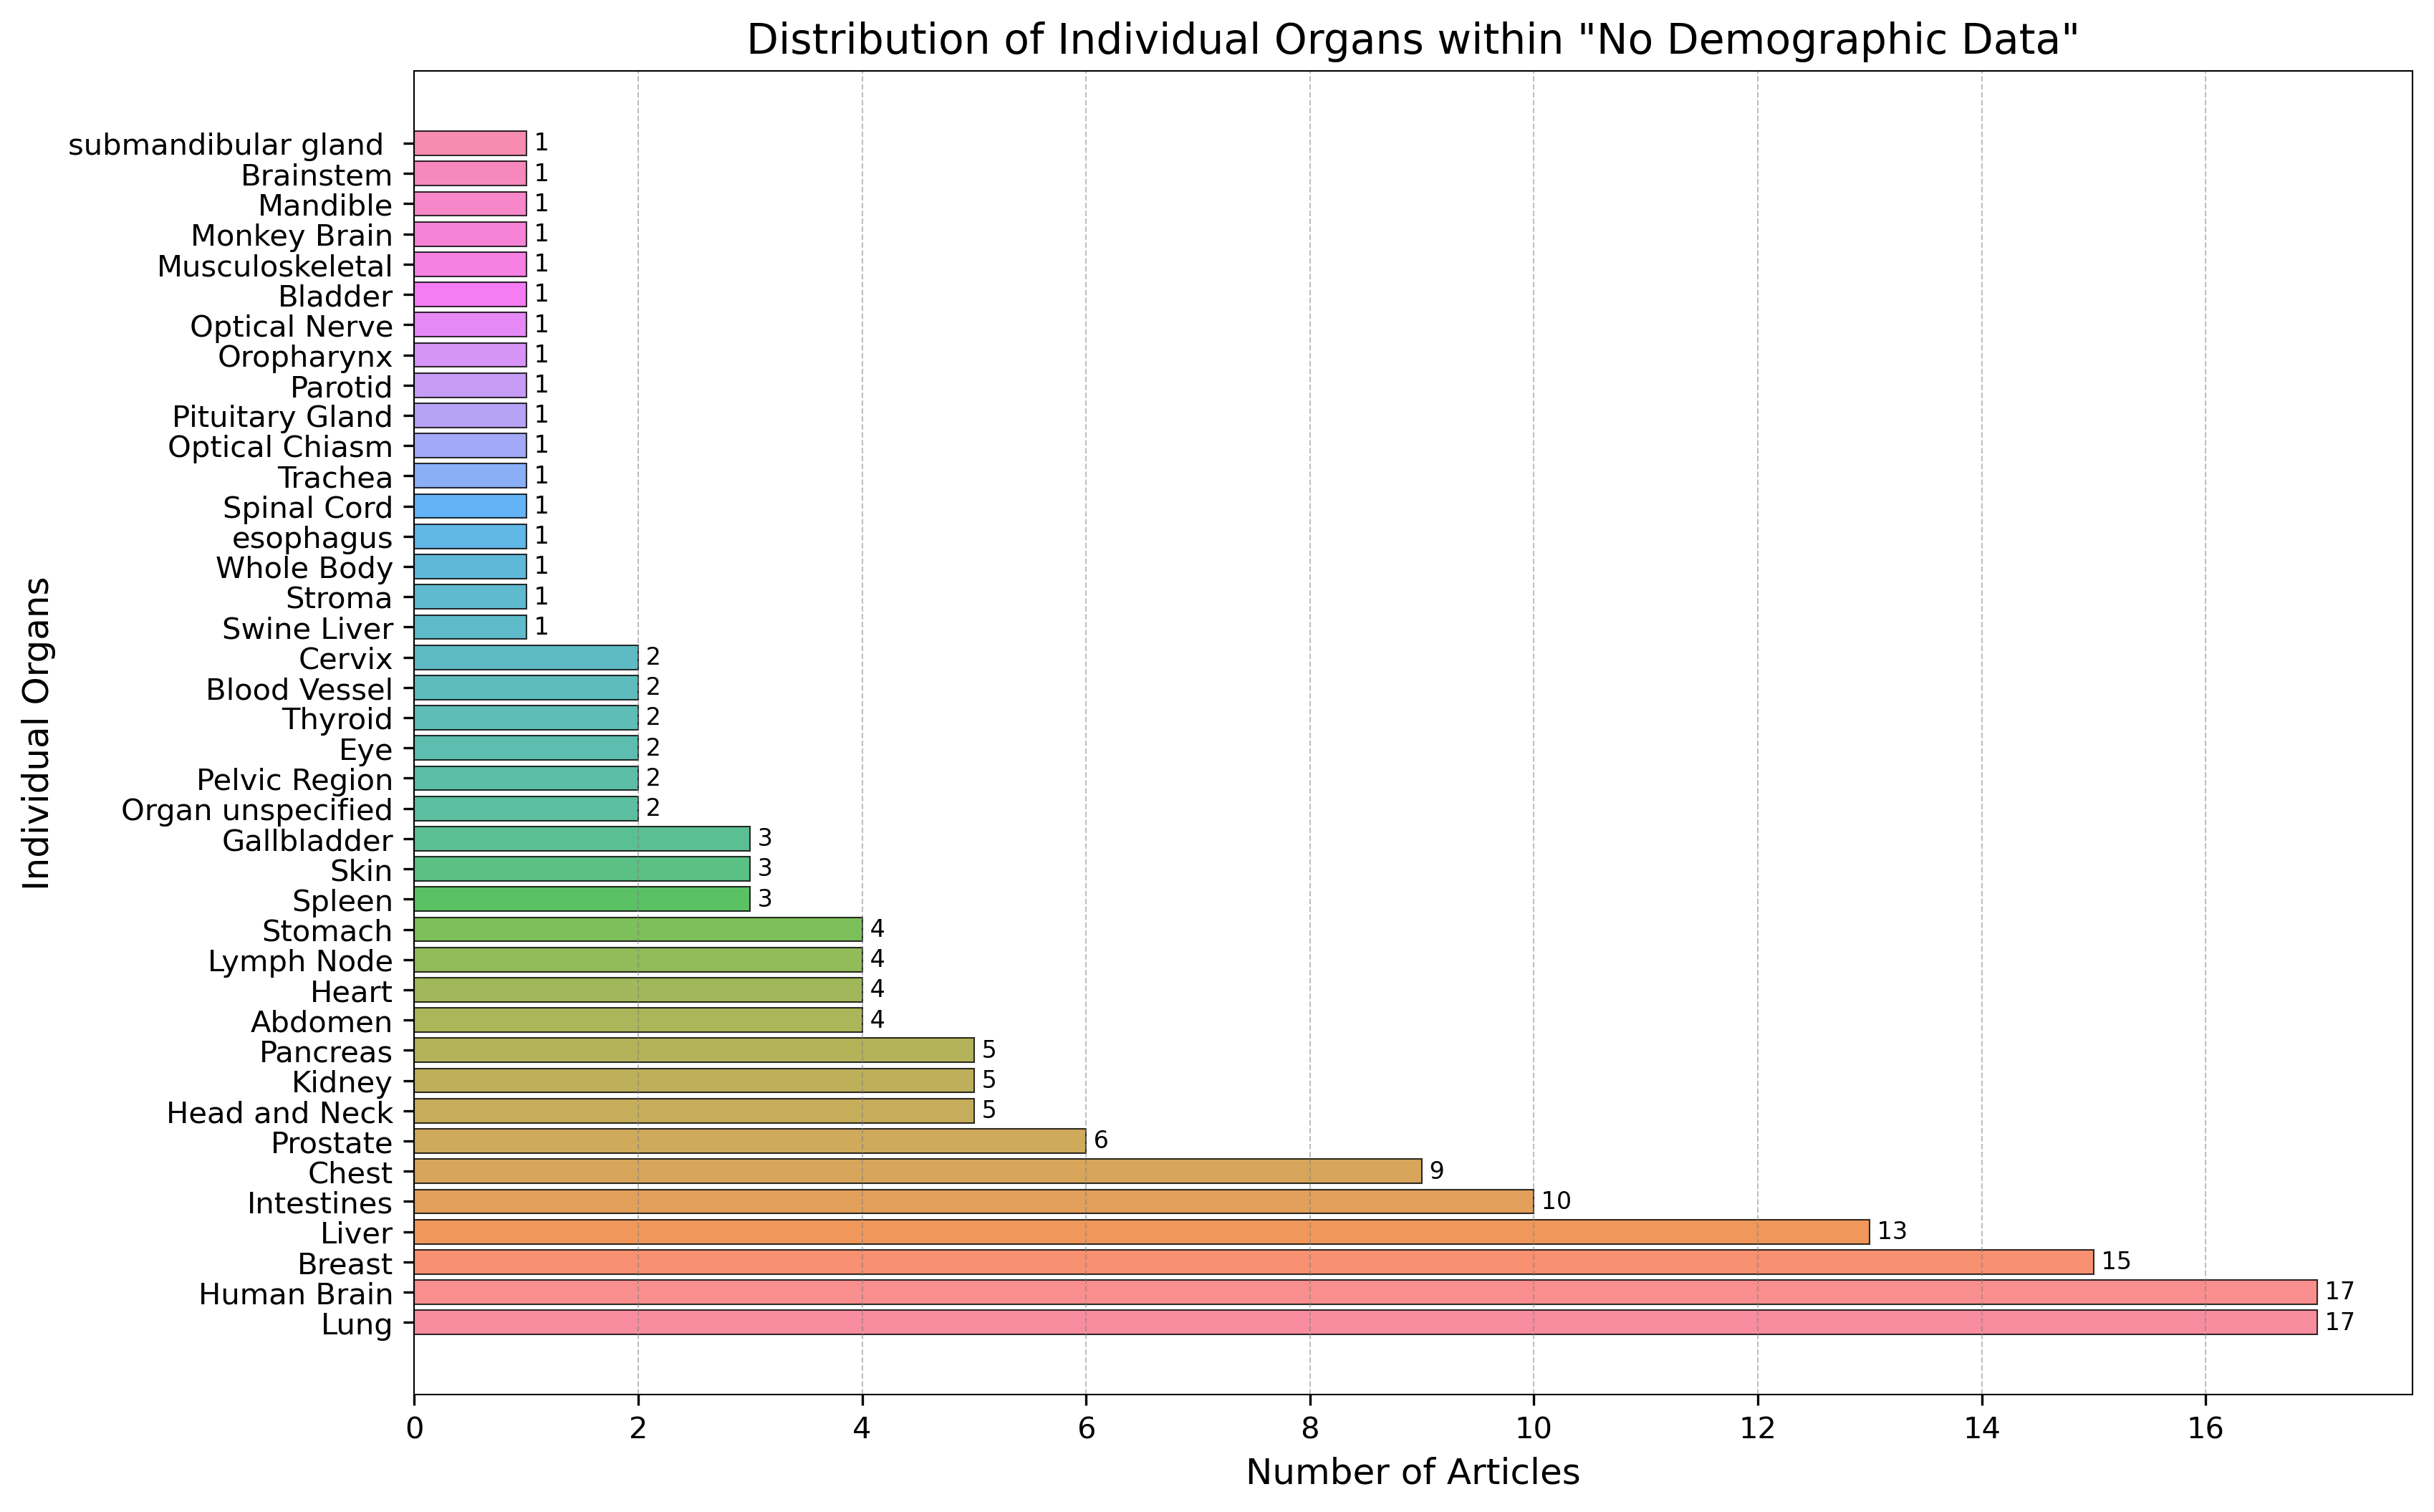 Distribution of Individual Organs within "No Demographic Data"
Individual Organs
submandibular gland 1
Brainstem 1
Mandible 1
Monkey Brain 1
Musculoskeletal 1
Bladder 1
Optical Nerve 1
Oropharynx 1
Parotid 1
Pituitary Gland 1
Optical Chiasm 1
Trachea 1
Spinal Cord 1
esophagus 1
Whole Body 1
Stroma 1
Swine Liver 1
Cervix 2
Blood Vessel 2
Thyroid 2
Eye 2
Pelvic Region 2
Organ unspecified 2
Gallbladder 3
Skin 3
Spleen 3
Stomach 4
Lymph Node 4
Heart 4
Abdomen 4
Pancreas 5
Kidney 5
Head and Neck 5
Prostate 6
Chest 9
Intestines 10
Liver 13
Breast 15
Human Brain 17
Lung 17
0 2 4 6 8 10 12 14 16
Number of Articles